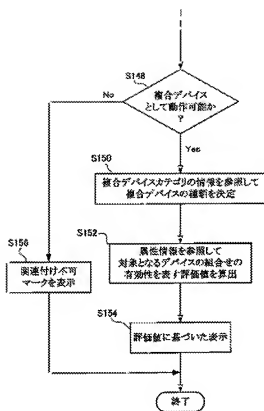 S148
複合デバイス
として動作可能か
?
No
Yes
S150
複合デバイスカテゴリの情報を参照して
複合デバイスの種類を決定
S152
属性情報を参照して
対象となるデバイスの組合せの
有効性を表す評価値を算出
S156
関連付け不可
マークを表示
S154
評価値に基づいた表示
終了